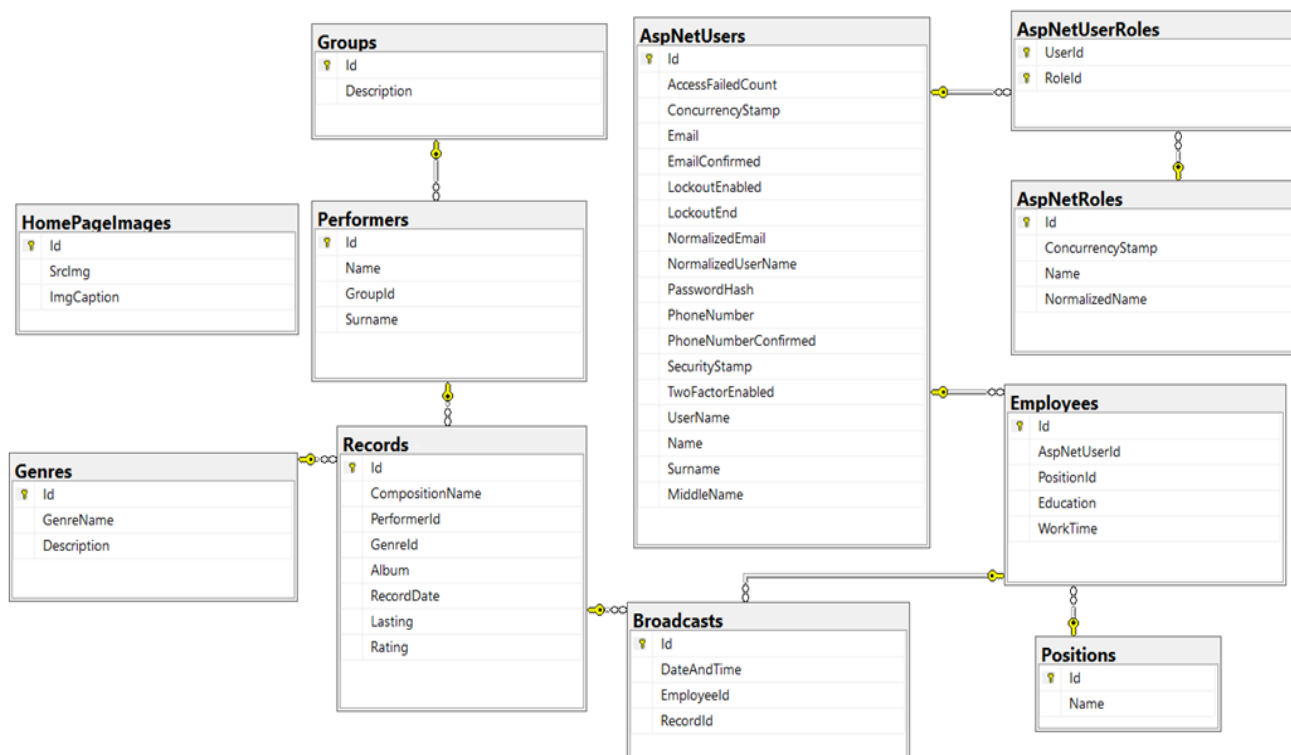 Groups
Id
Description
AspNetUsers
Id
AccessFailedCount
ConcurrencyStamp
Email
EmailConfirmed
LockoutEnabled
LockoutEnd
NormalizedEmail
NormalizedUserName
PasswordHash
PhoneNumber
PhoneNumberConfirmed
SecurityStamp
TwoFactorEnabled
UserName
Name
Surname
MiddleName
AspNetUserRoles
UserId
RoleId
AspNetRoles
Id
ConcurrencyStamp
Name
NormalizedName
HomePageImages
Id
SrcImg
ImgCaption
Performers
Id
Name
GroupId
Surname
Employees
Id
AspNetUserId
PositionId
Education
WorkTime
Genres
Id
GenreName
Description
Records
Id
CompositionName
PerformerId
GenreId
Album
RecordDate
Lasting
Rating
Broadcasts
Id
DateAndTime
EmployeeId
RecordId
Positions
Id
Name